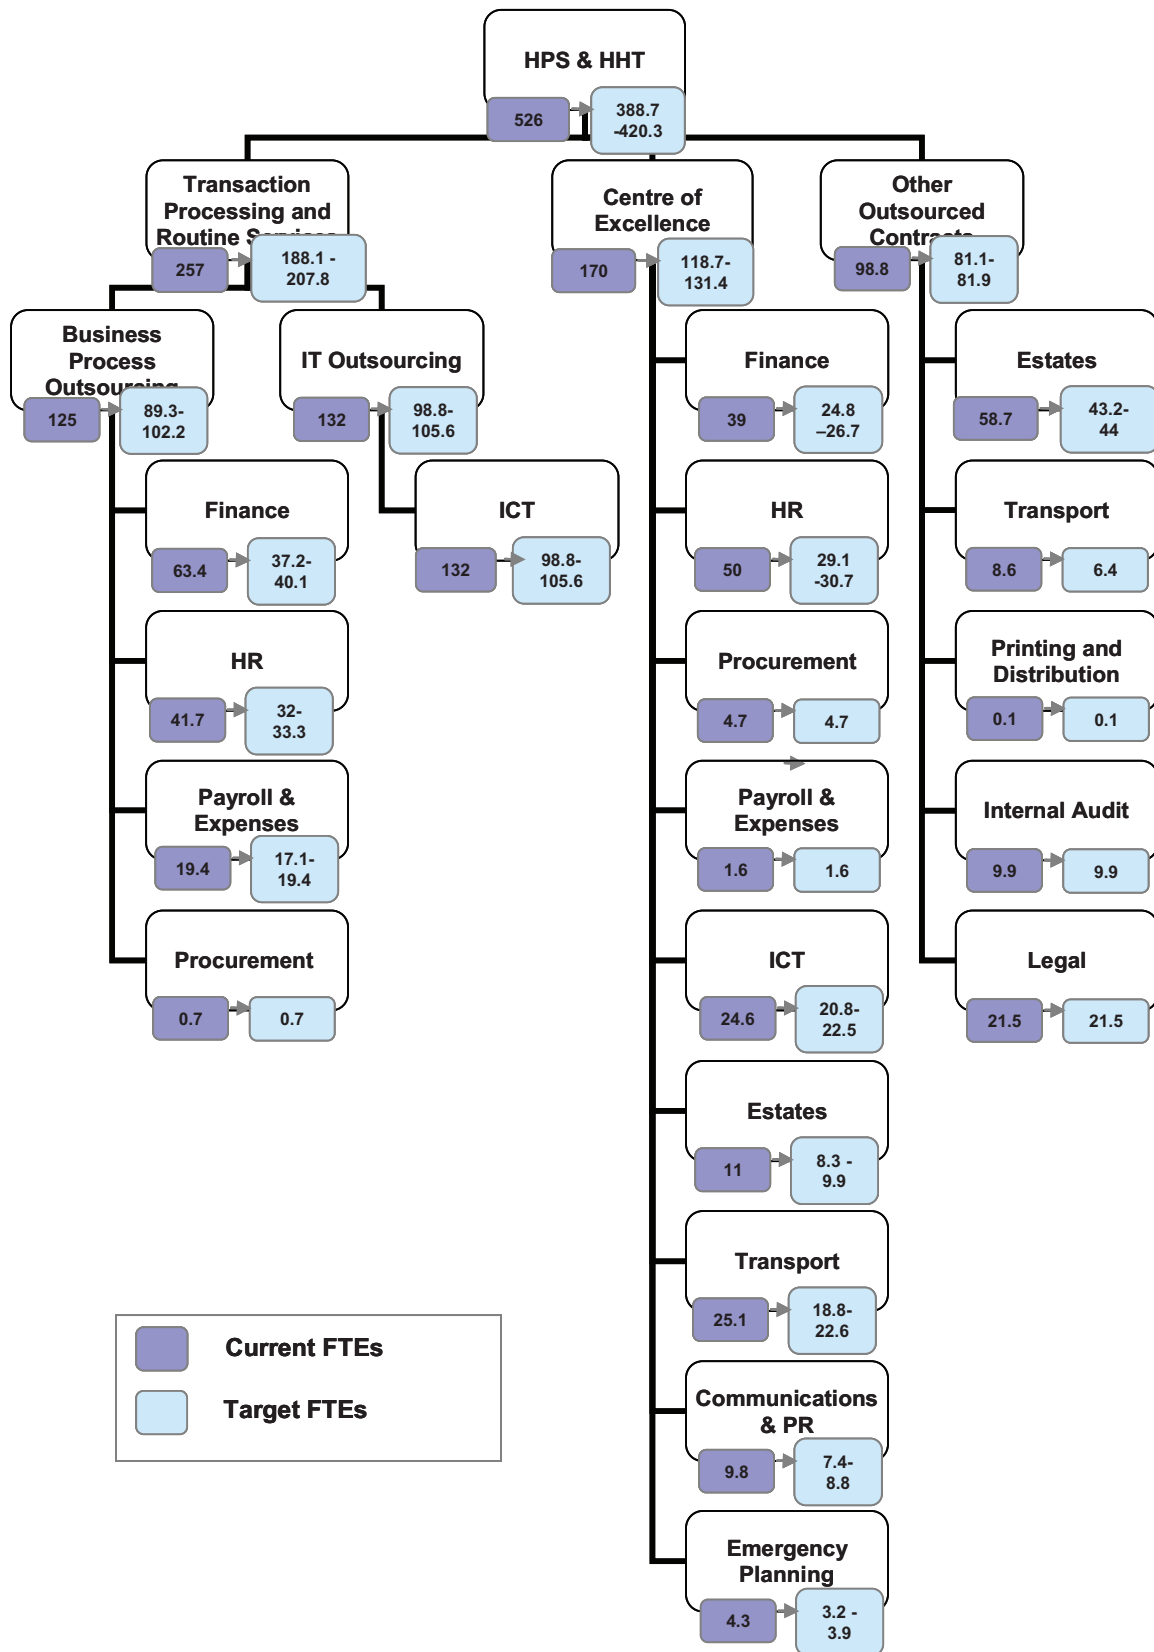 HPS & HHT
526
388.7
-420.3
Transaction
Processing and
Routine Services
257
188.1 -
207.8
Centre of
Excellence
170
118.7-
131.4
Other
Outsourced
Contracts
98.8
81.1-
81.9
Business
Process
Outsourcing
125
89.3-
102.2
IT Outsourcing
132
98.8-
105.6
Finance
63.4
37.2-
40.1
HR
41.7
32-
33.3
Payroll &
Expenses
19.4
17.1-
19.4
Procurement
0.7
0.7
ICT
132
98.8-
105.6
Finance
39
24.8
–26.7
HR
50
29.1
-30.7
Procurement
4.7
4.7
Payroll &
Expenses
1.6
1.6
ICT
24.6
20.8-
22.5
Estates
11
8.3 -
9.9
Transport
25.1
18.8-
22.6
Communications
& PR
9.8
7.4-
8.8
Emergency
Planning
4.3
3.2 -
3.9
Estates
58.7
43.2-
44
Transport
8.6
6.4
Printing and
Distribution
0.1
0.1
Internal Audit
9.9
9.9
Legal
21.5
21.5
Current FTEs
Target FTEs